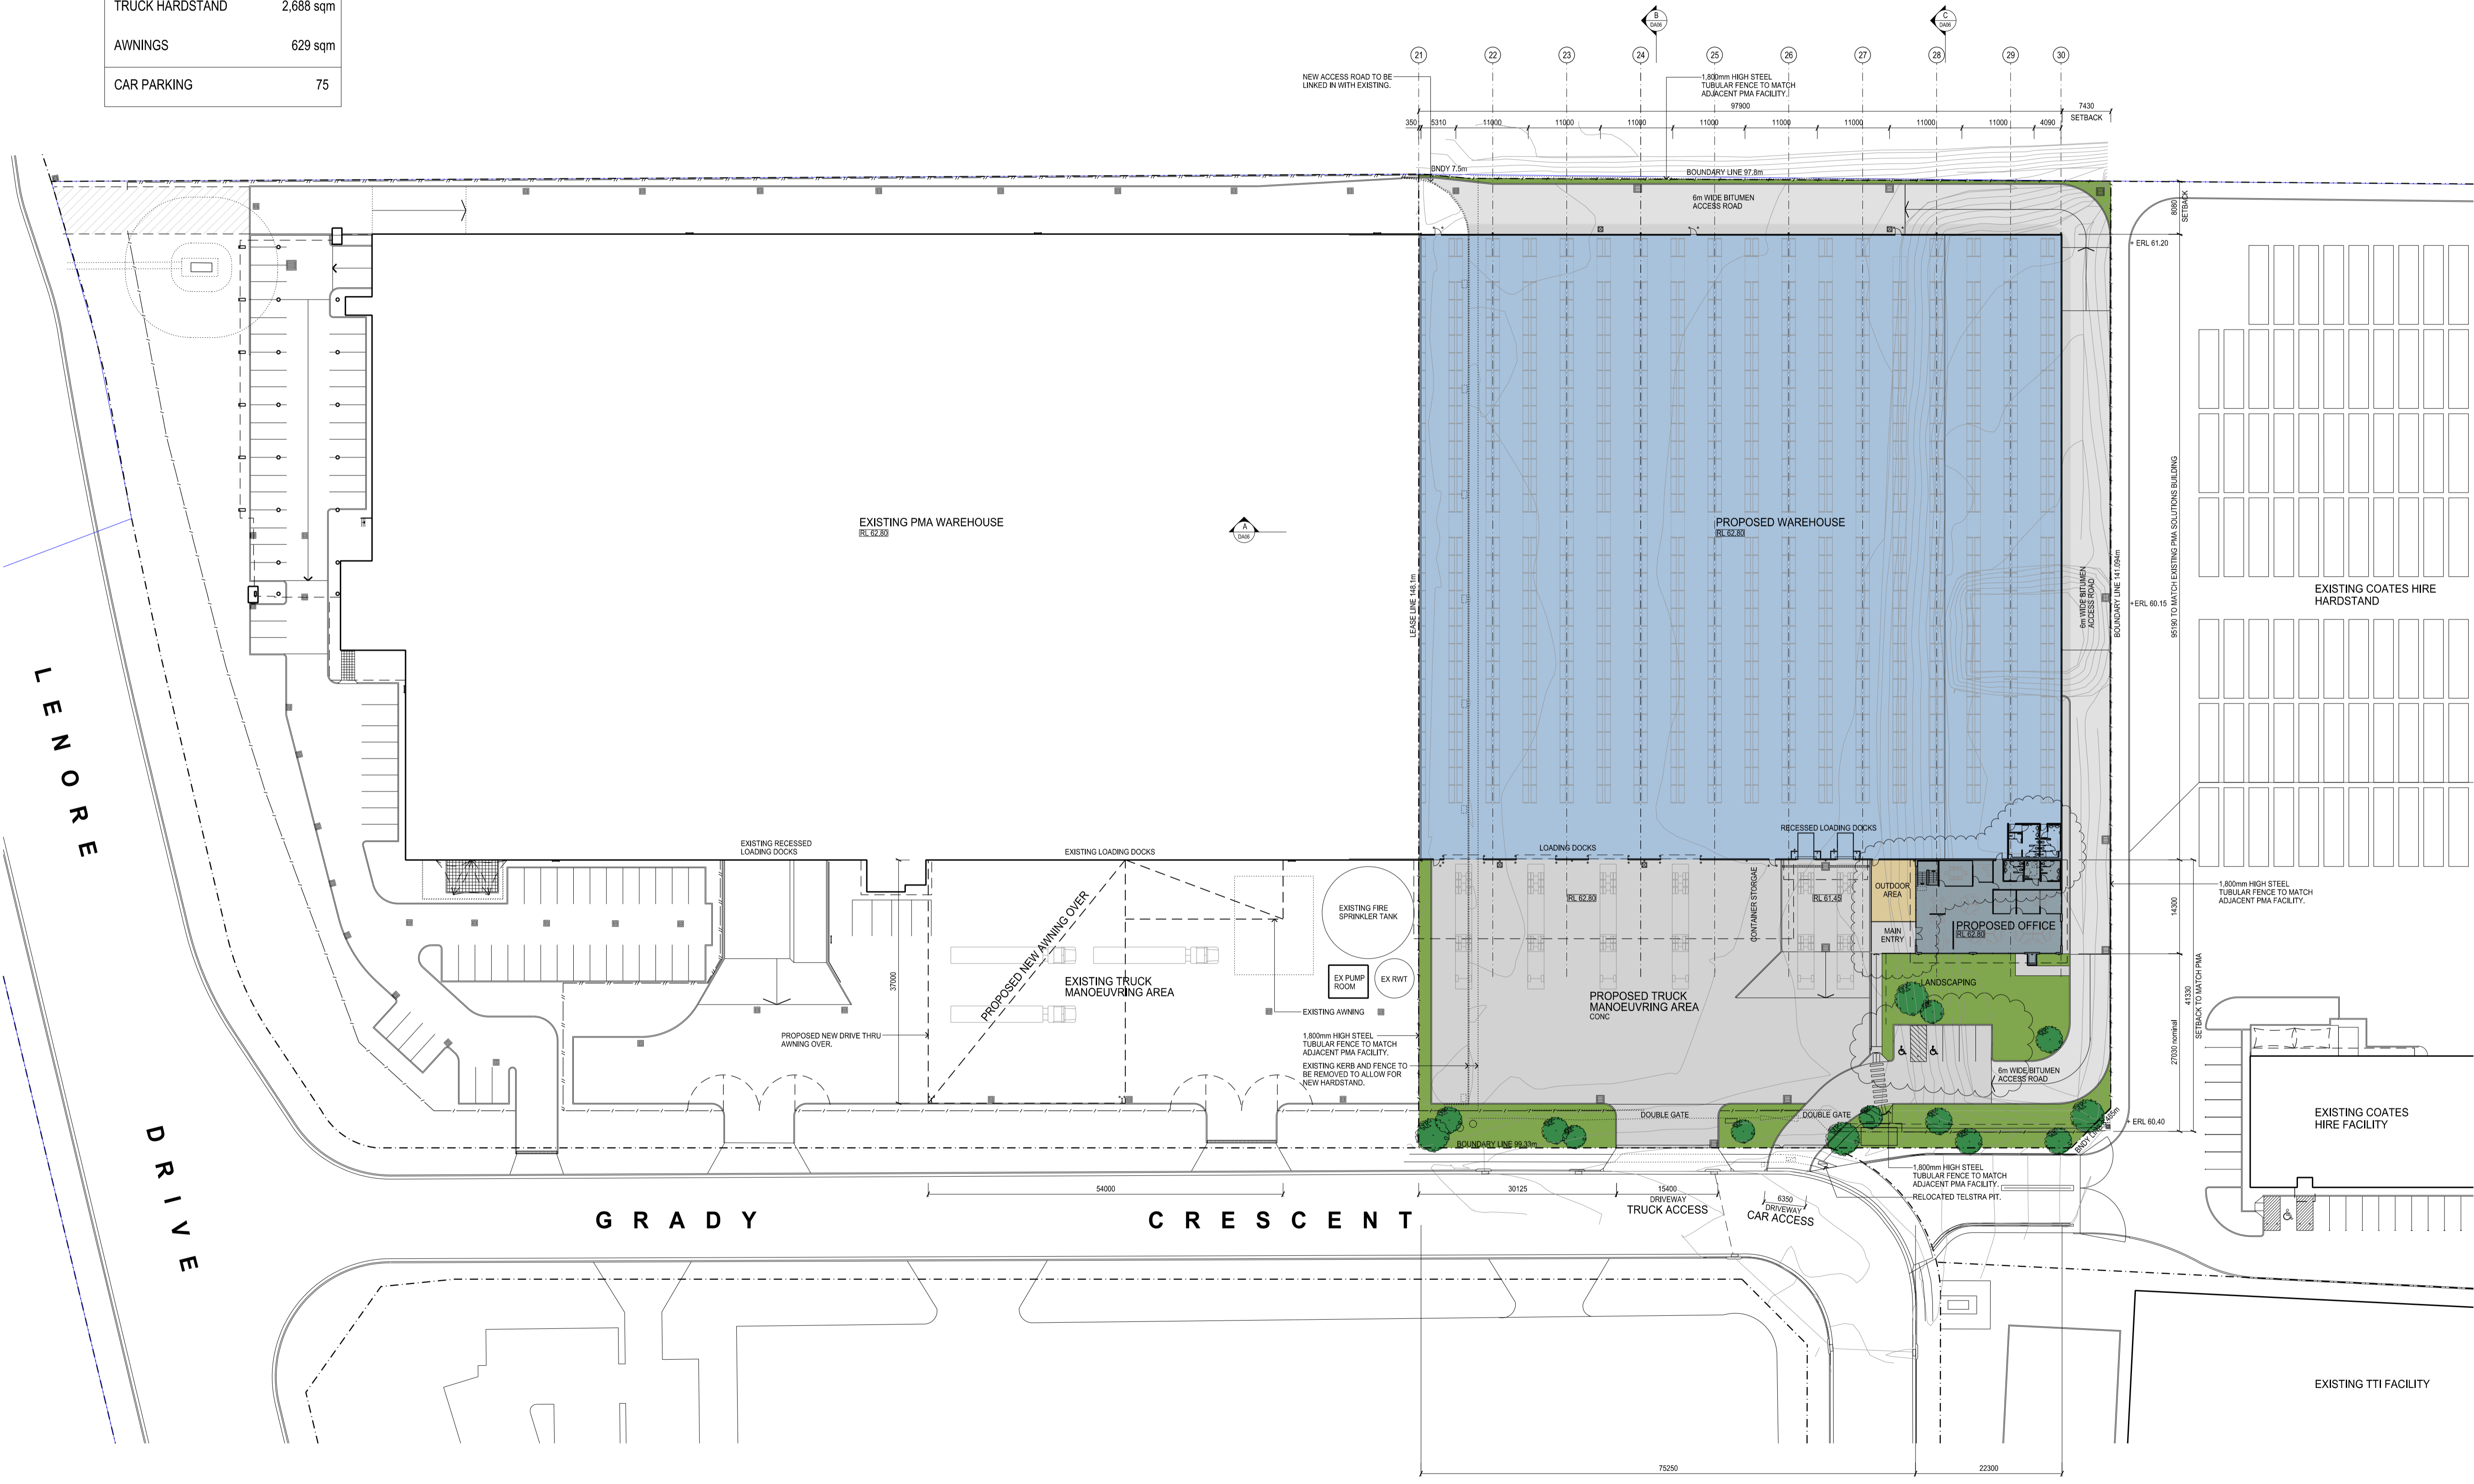 TRUCK HARDSTAND 2,688 sqm
AWNINGS 629 sqm
CAR PARKING 75
B
DA06
C
DA06
21
22
23
24
25
26
27
28
29
30
NEW ACCESS ROAD TO BE
LINKED IN WITH EXISTING.
1,800mm HIGH STEEL
TUBULAR FENCE TO MATCH
ADJACENT PMA FACILITY.
97900
7430
SETBACK
350
5310
11000
11000
11000
11000
11000
11000
11000
11000
4090
BNDY 7.5m
BOUNDARY LINE 97.8m
6m WIDE BITUMEN
ACCESS ROAD
8080
SETBACK
+ ERL 61.20
EXISTING PMA WAREHOUSE
RL 62.80
A
DA06
PROPOSED WAREHOUSE
RL 62.80
LEASE LINE 148.1m
6m WIDE BITUMEN
ACCESS ROAD
BOUNDARY LINE 141.094m
+ERL 60.15
95190 TO MATCH EXISTING PMA SOLUTIONS BUILDING
EXISTING COATES HIRE
HARDSTAND
LENORE
DRIVE
EXISTING RECESSED
LOADING DOCKS
EXISTING LOADING DOCKS
LOADING DOCKS
RECESSED LOADING DOCKS
37000
PROPOSED NEW AWNING OVER
EXISTING TRUCK
MANOEUVRING AREA
EXISTING FIRE
SPRINKLER TANK
EX PUMP
ROOM
EX RWT
EXISTING AWNING
PROPOSED NEW DRIVE THRU
AWNING OVER.
1,800mm HIGH STEEL
TUBULAR FENCE TO MATCH
ADJACENT PMA FACILITY.
EXISTING KERB AND FENCE TO
BE REMOVED TO ALLOW FOR
NEW HARDSTAND.
RL 62.80
CONTAINER STORGAE
RL 61.45
OUTDOOR
AREA
MAIN
ENTRY
PROPOSED OFFICE
RL 62.80
LANDSCAPING
PROPOSED TRUCK
MANOEUVRING AREA
CONC
6m WIDE BITUMEN
ACCESS ROAD
14300
41330
SETBACK TO MATCH PMA
27030 nominal
1,800mm HIGH STEEL
TUBULAR FENCE TO MATCH
ADJACENT PMA FACILITY.
DOUBLE GATE
DOUBLE GATE
BOUNDARY LINE 99.33m
+ ERL 60.40
1,800mm HIGH STEEL
TUBULAR FENCE TO MATCH
ADJACENT PMA FACILITY.
RELOCATED TELSTRA PIT.
EXISTING COATES
HIRE FACILITY
54000
30125
15400
DRIVEWAY
TRUCK ACCESS
6350
DRIVEWAY
CAR ACCESS
GRADY CRESCENT
EXISTING TTI FACILITY
75250
22300